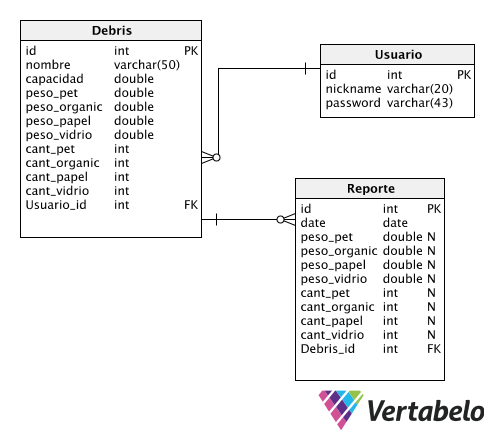 Debris
id int PK
nombre varchar(50)
capacidad double
peso_pet double
peso_organic double
peso_papel double
peso_vidrio double
cant_pet int
cant_organic int
cant_papel int
cant_vidrio int
Usuario_id int FK
Usuario
id int PK
nickname varchar(20)
password varchar(43)
Reporte
id int PK
date date
peso_pet double N
peso_organic double N
peso_papel double N
peso_vidrio double N
cant_pet int N
cant_organic int N
cant_papel int N
cant_vidrio int N
Debris_id int FK
Vertabelo